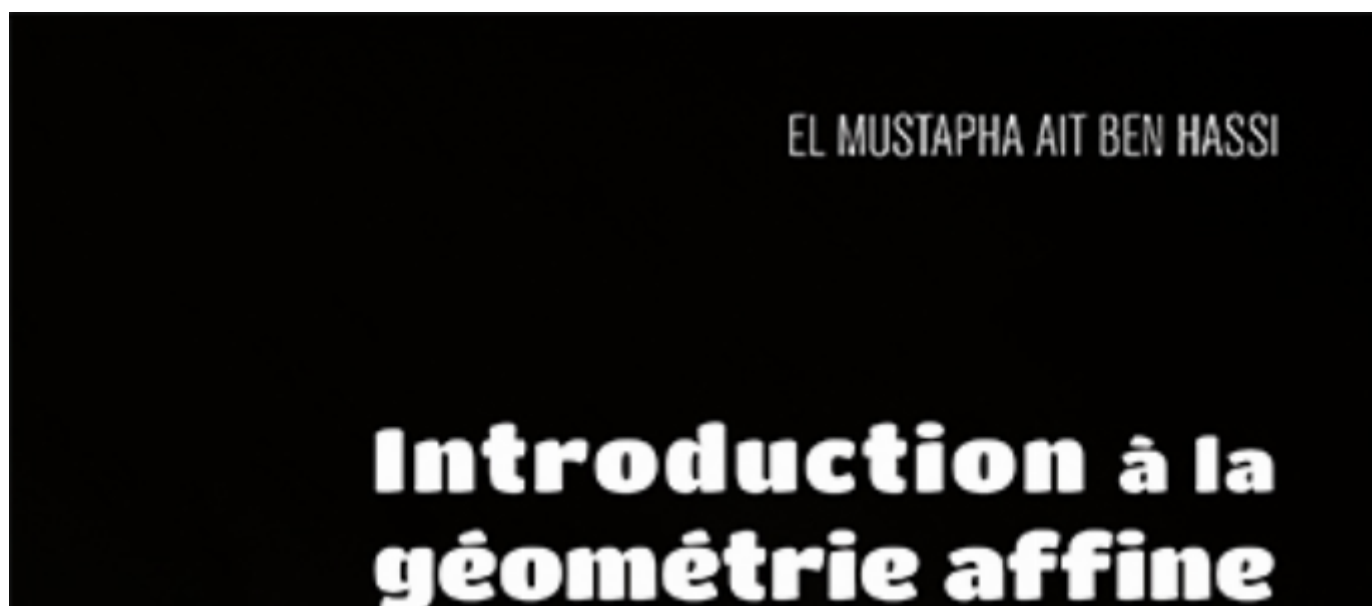 EL MUSTAPHA AIT BEN HASSI
Introduction à la
géométrie affine